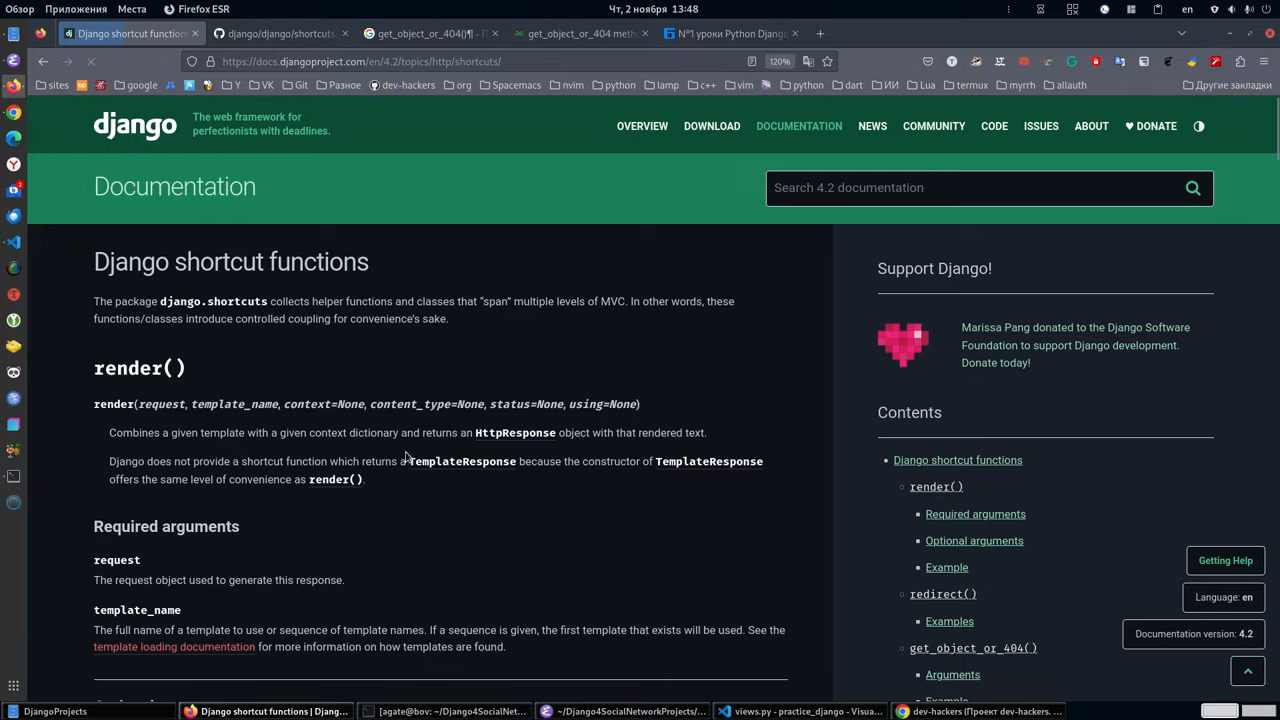 Обзор Приложения Места Firefox ESR Чт, 2 ноября 13:48 en
Django shortcut functions django/django/shortcuts. get_object_or_404()¶ - П get_object_or_404 meth Nº1 уроки Python Djang
https://docs.djangoproject.com/en/4.2/topics/http/shortcuts/ 120%
sites google Y VK Git Разное dev-hackers org Spacemacs nvim python lamp c++ vim python dart ИИ Lua termux myrrh allauth Другие закладки
django
The web framework for
perfectionists with deadlines.
OVERVIEW DOWNLOAD DOCUMENTATION NEWS COMMUNITY CODE ISSUES ABOUT ♥ DONATE
Documentation
Search 4.2 documentation
Django shortcut functions
The package django.shortcuts collects helper functions and classes that “span” multiple levels of MVC. In other words, these
functions/classes introduce controlled coupling for convenience’s sake.
render()
render(request, template_name, context=None, content_type=None, status=None, using=None)
Combines a given template with a given context dictionary and returns an HttpResponse object with that rendered text.
Django does not provide a shortcut function which returns a TemplateResponse because the constructor of TemplateResponse
offers the same level of convenience as render().
Required arguments
request
The request object used to generate this response.
template_name
The full name of a template to use or sequence of template names. If a sequence is given, the first template that exists will be used. See the
template loading documentation for more information on how templates are found.
Support Django!
Marissa Pang donated to the Django Software
Foundation to support Django development.
Donate today!
Contents
Django shortcut functions
render()
Required arguments
Optional arguments
Example
redirect()
Examples
get_object_or_404()
Arguments
Getting Help
Language: en
Documentation version: 4.2
DjangoProjects Django shortcut functions | Djang... [agate@bov: ~/Django4SocialNet... ~/Django4SocialNetworkProjects/... views.py - practice_django - Visua... dev-hackers (Проект dev-hackers. ...